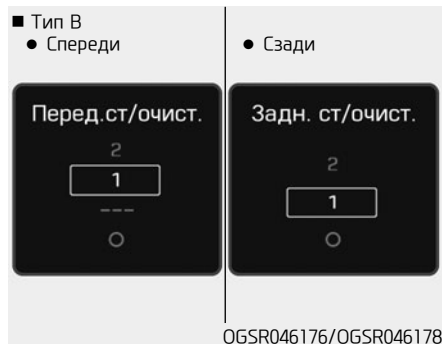 ■ Тип B
● Спереди
● Сзади
Перед.ст/очист.
2
1
---
O
Задн. ст/очист.
2
1
O
OGSR046176/OGSR046178